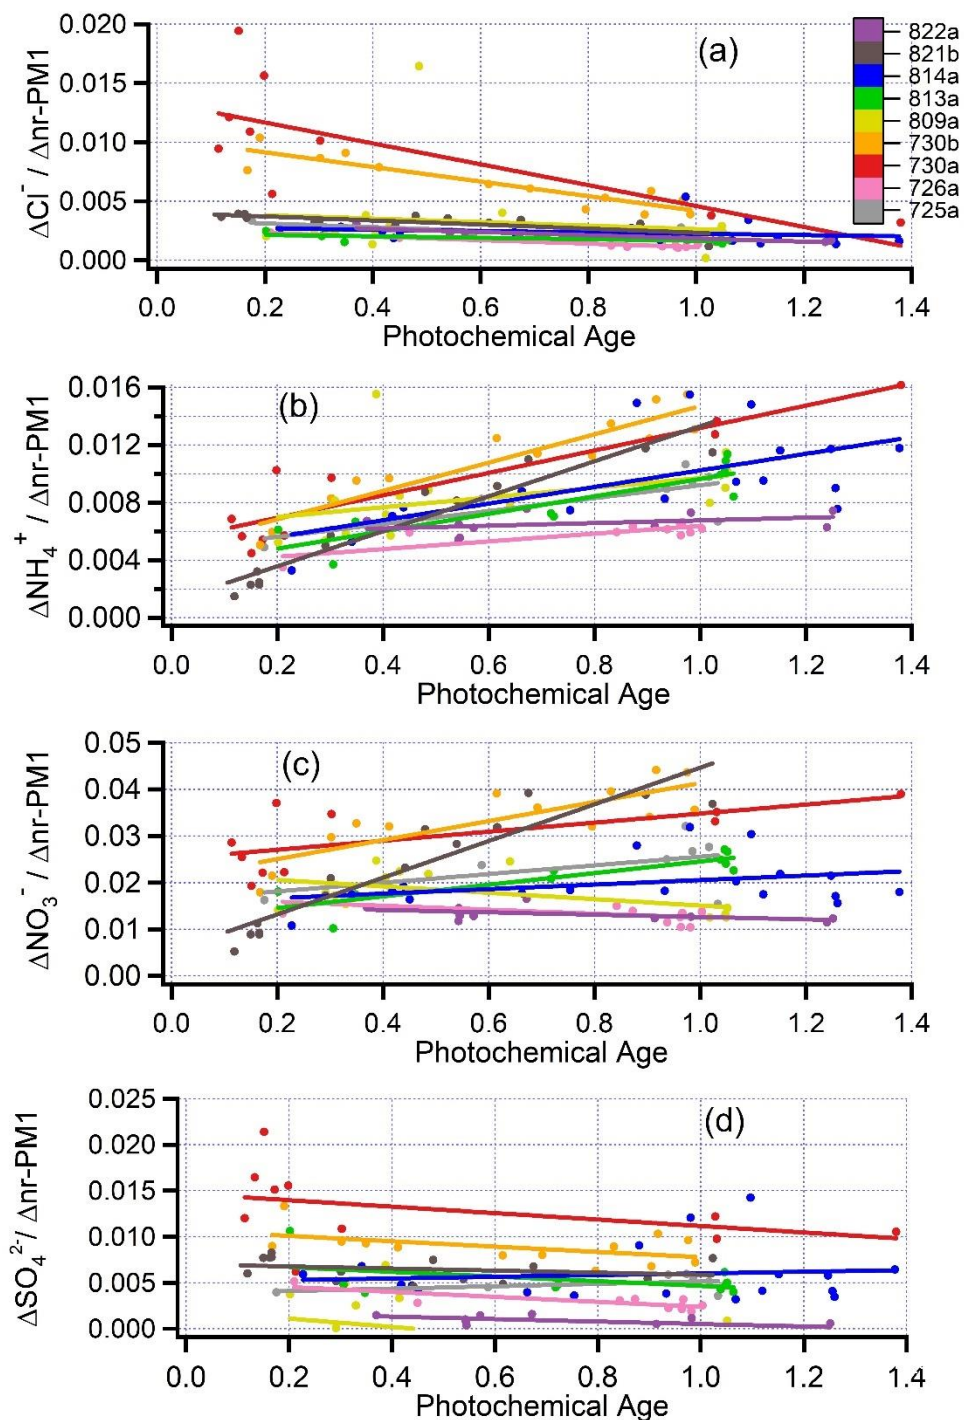 (a)
0.020
0.015
0.010
0.005
0.000
ΔCl⁻ / Δnr-PM1
822a
821b
814a
813a
809a
730b
730a
726a
725a
0.0 0.2 0.4 0.6 0.8 1.0 1.2 1.4
Photochemical Age
(b)
0.016
0.012
0.008
0.004
0.000
ΔNH₄⁺ / Δnr-PM1
0.0 0.2 0.4 0.6 0.8 1.0 1.2 1.4
Photochemical Age
(c)
0.05
0.04
0.03
0.02
0.01
0.00
ΔNO₃⁻ / Δnr-PM1
0.0 0.2 0.4 0.6 0.8 1.0 1.2 1.4
Photochemical Age
(d)
0.025
0.020
0.015
0.010
0.005
0.000
ΔSO₄²⁻/ Δnr-PM1
0.0 0.2 0.4 0.6 0.8 1.0 1.2 1.4
Photochemical Age